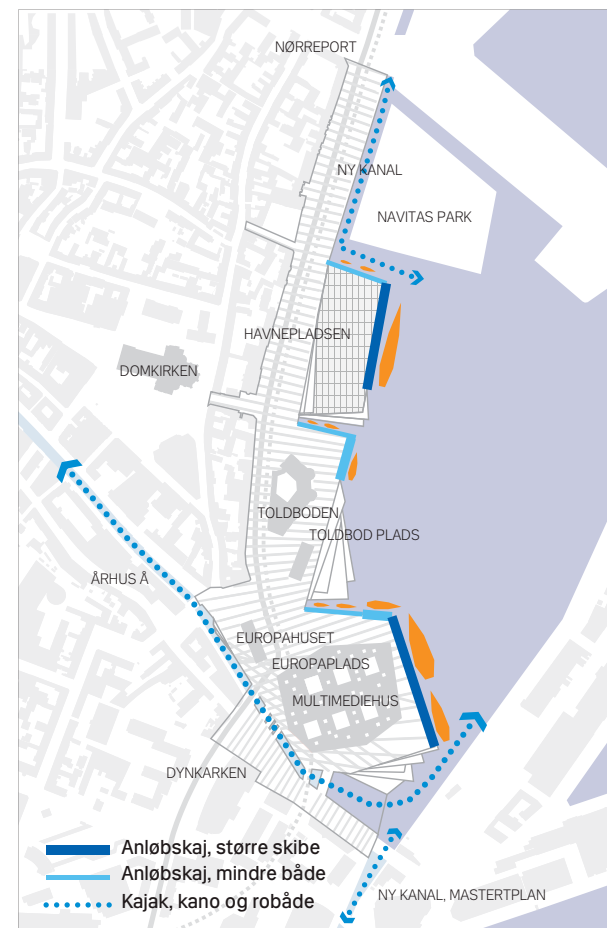 NØRREPORT
NY KANAL
NAVITAS PARK
HAVNEPLADSEN
DOMKIRKEN
TOLDBODEN
TOLDBOD PLADS
ÅRHUS Å
EUROPAHUSET
EUROPAPLADS
MULTIMEDIEHUS
DYNKARKEN
NY KANAL, MASTERTPLAN
Anløbskaj, større skibe
Anløbskaj, mindre både
Kajak, kano og robåde